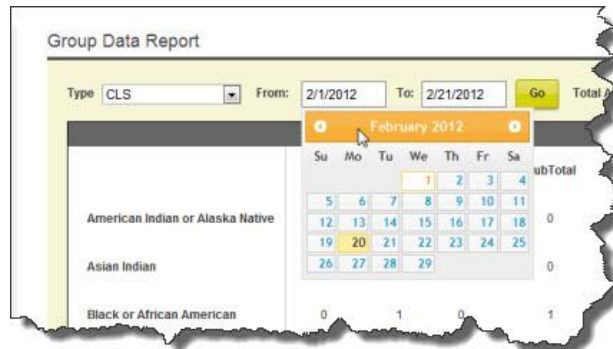 Group Data Report
Type CLS From: 2/1/2012 To: 2/21/2012 Go Total
February 2012
Su Mo Tu We Th Fr Sa
1 2 3 4
5 6 7 8 9 10 11
12 13 14 15 16 17 18
19 20 21 22 23 24 25
26 27 28 29
ubTotal
American Indian or Alaska Native 0
Asian Indian 0
Black or African American 0 1 0 1